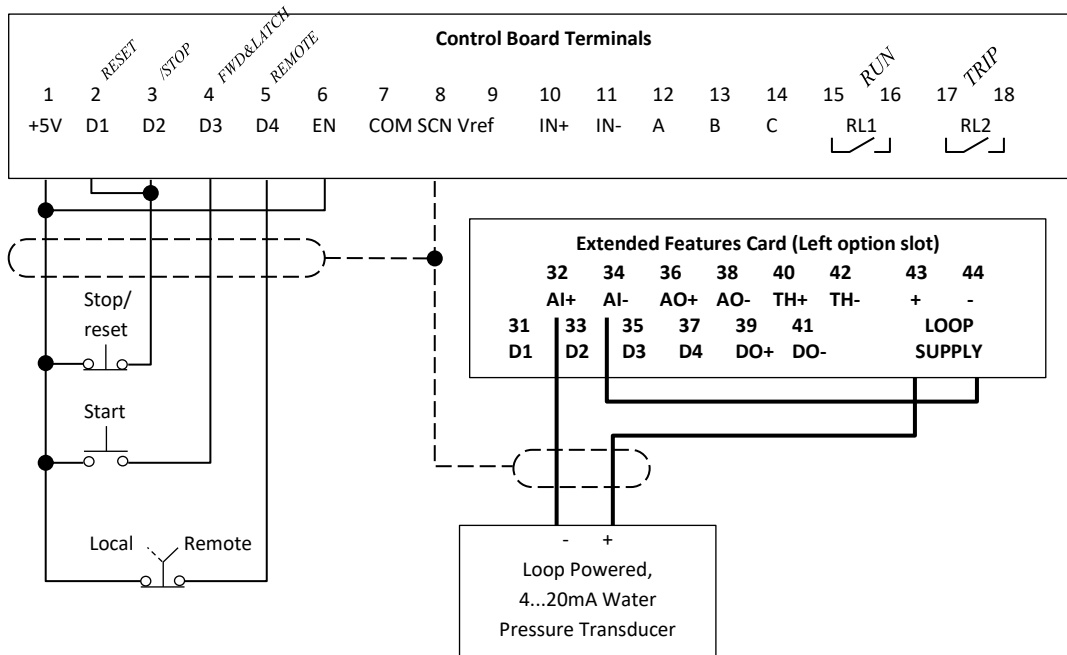 Control Board Terminals
RESET /STOP FWD&LATCH REMOTE RUN TRIP
1 2 3 4 5 6 7 8 9 10 11 12 13 14 15 16 17 18
+5V D1 D2 D3 D4 EN COM SCN Vref IN+ IN- A B C RL1 RL2
Extended Features Card (Left option slot)
32 34 36 38 40 42 43 44
AI+ AI- AO+ AO- TH+ TH- + -
31 33 35 37 39 41 LOOP
D1 D2 D3 D4 DO+ DO- SUPPLY
Stop/
reset
Start
Local Remote
- +
Loop Powered,
4...20mA Water
Pressure Transducer